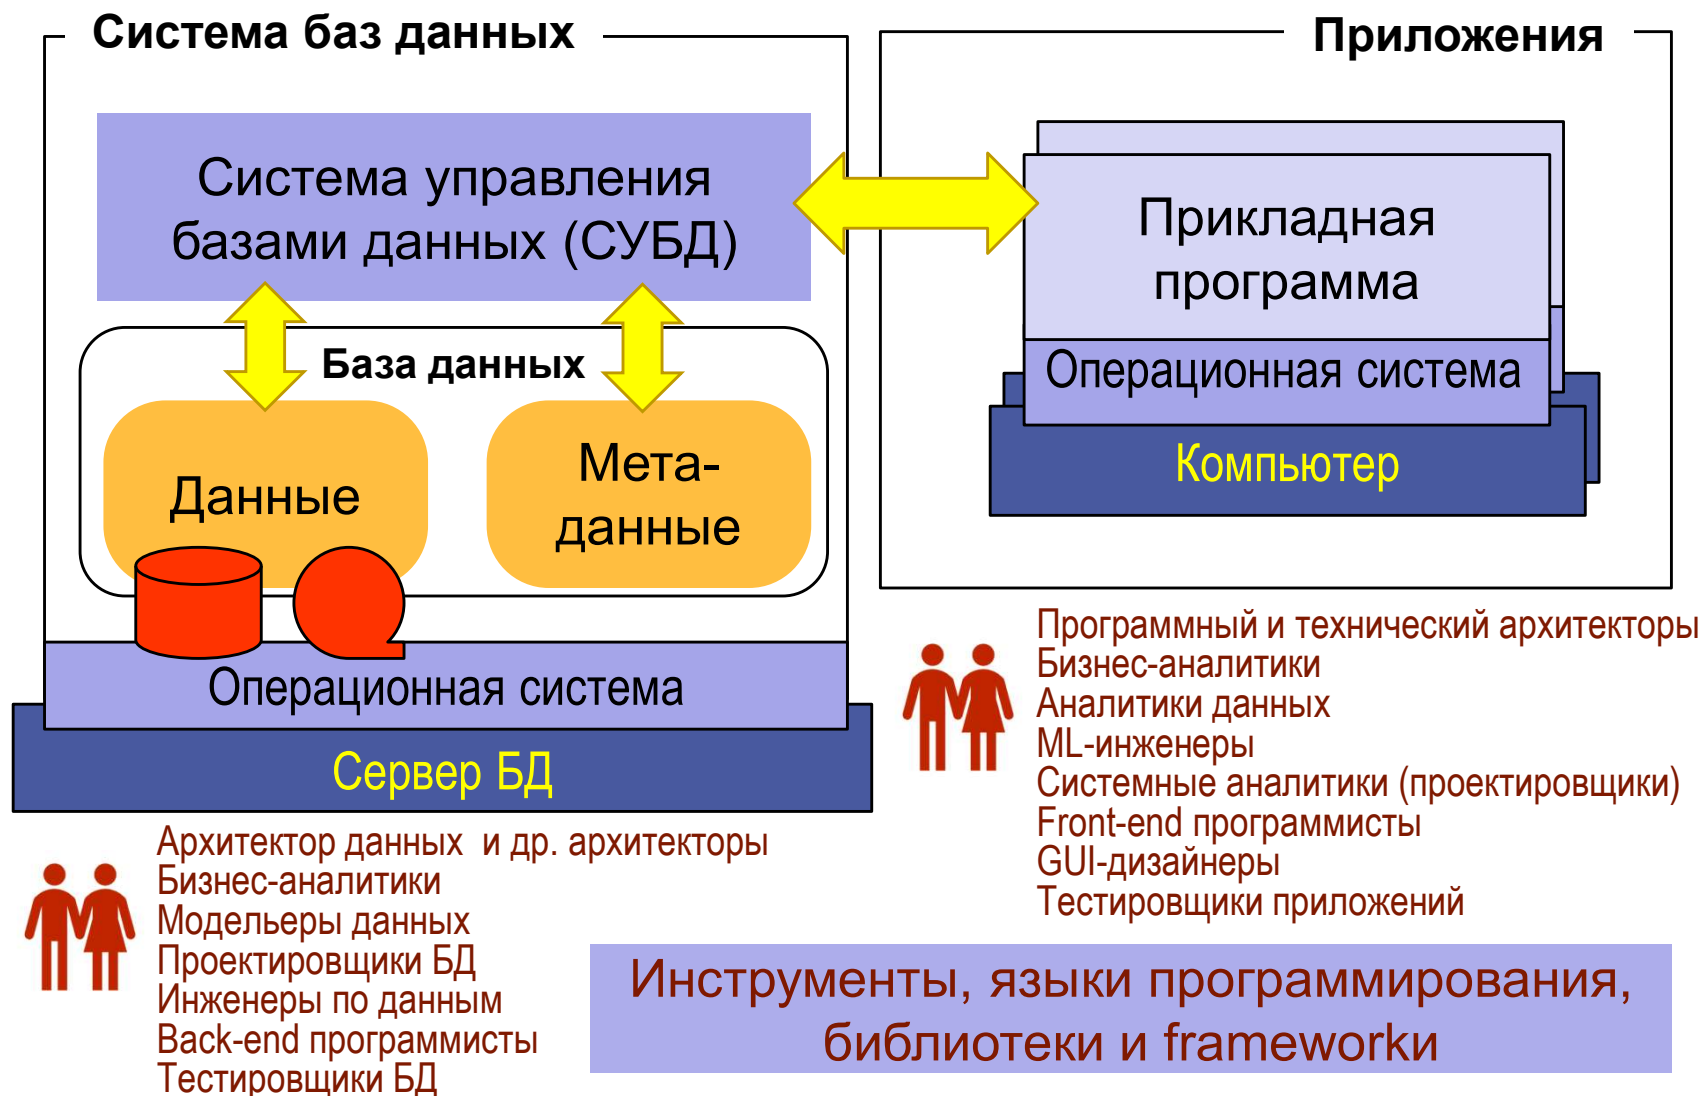 Система баз данных
Приложения
Система управления
базами данных (СУБД)
Прикладная
программа
База данных
Операционная система
Данные
Мета-
данные
Компьютер
Операционная система
Сервер БД
Программный и технический архитекторы
Бизнес-аналитики
Аналитики данных
ML-инженеры
Системные аналитики (проектировщики)
Front-end программисты
GUI-дизайнеры
Тестировщики приложений
Архитектор данных и др. архитекторы
Бизнес-аналитики
Модельеры данных
Проектировщики БД
Инженеры по данным
Back-end программисты
Тестировщики БД
Инструменты, языки программирования,
библиотеки и frameworkи